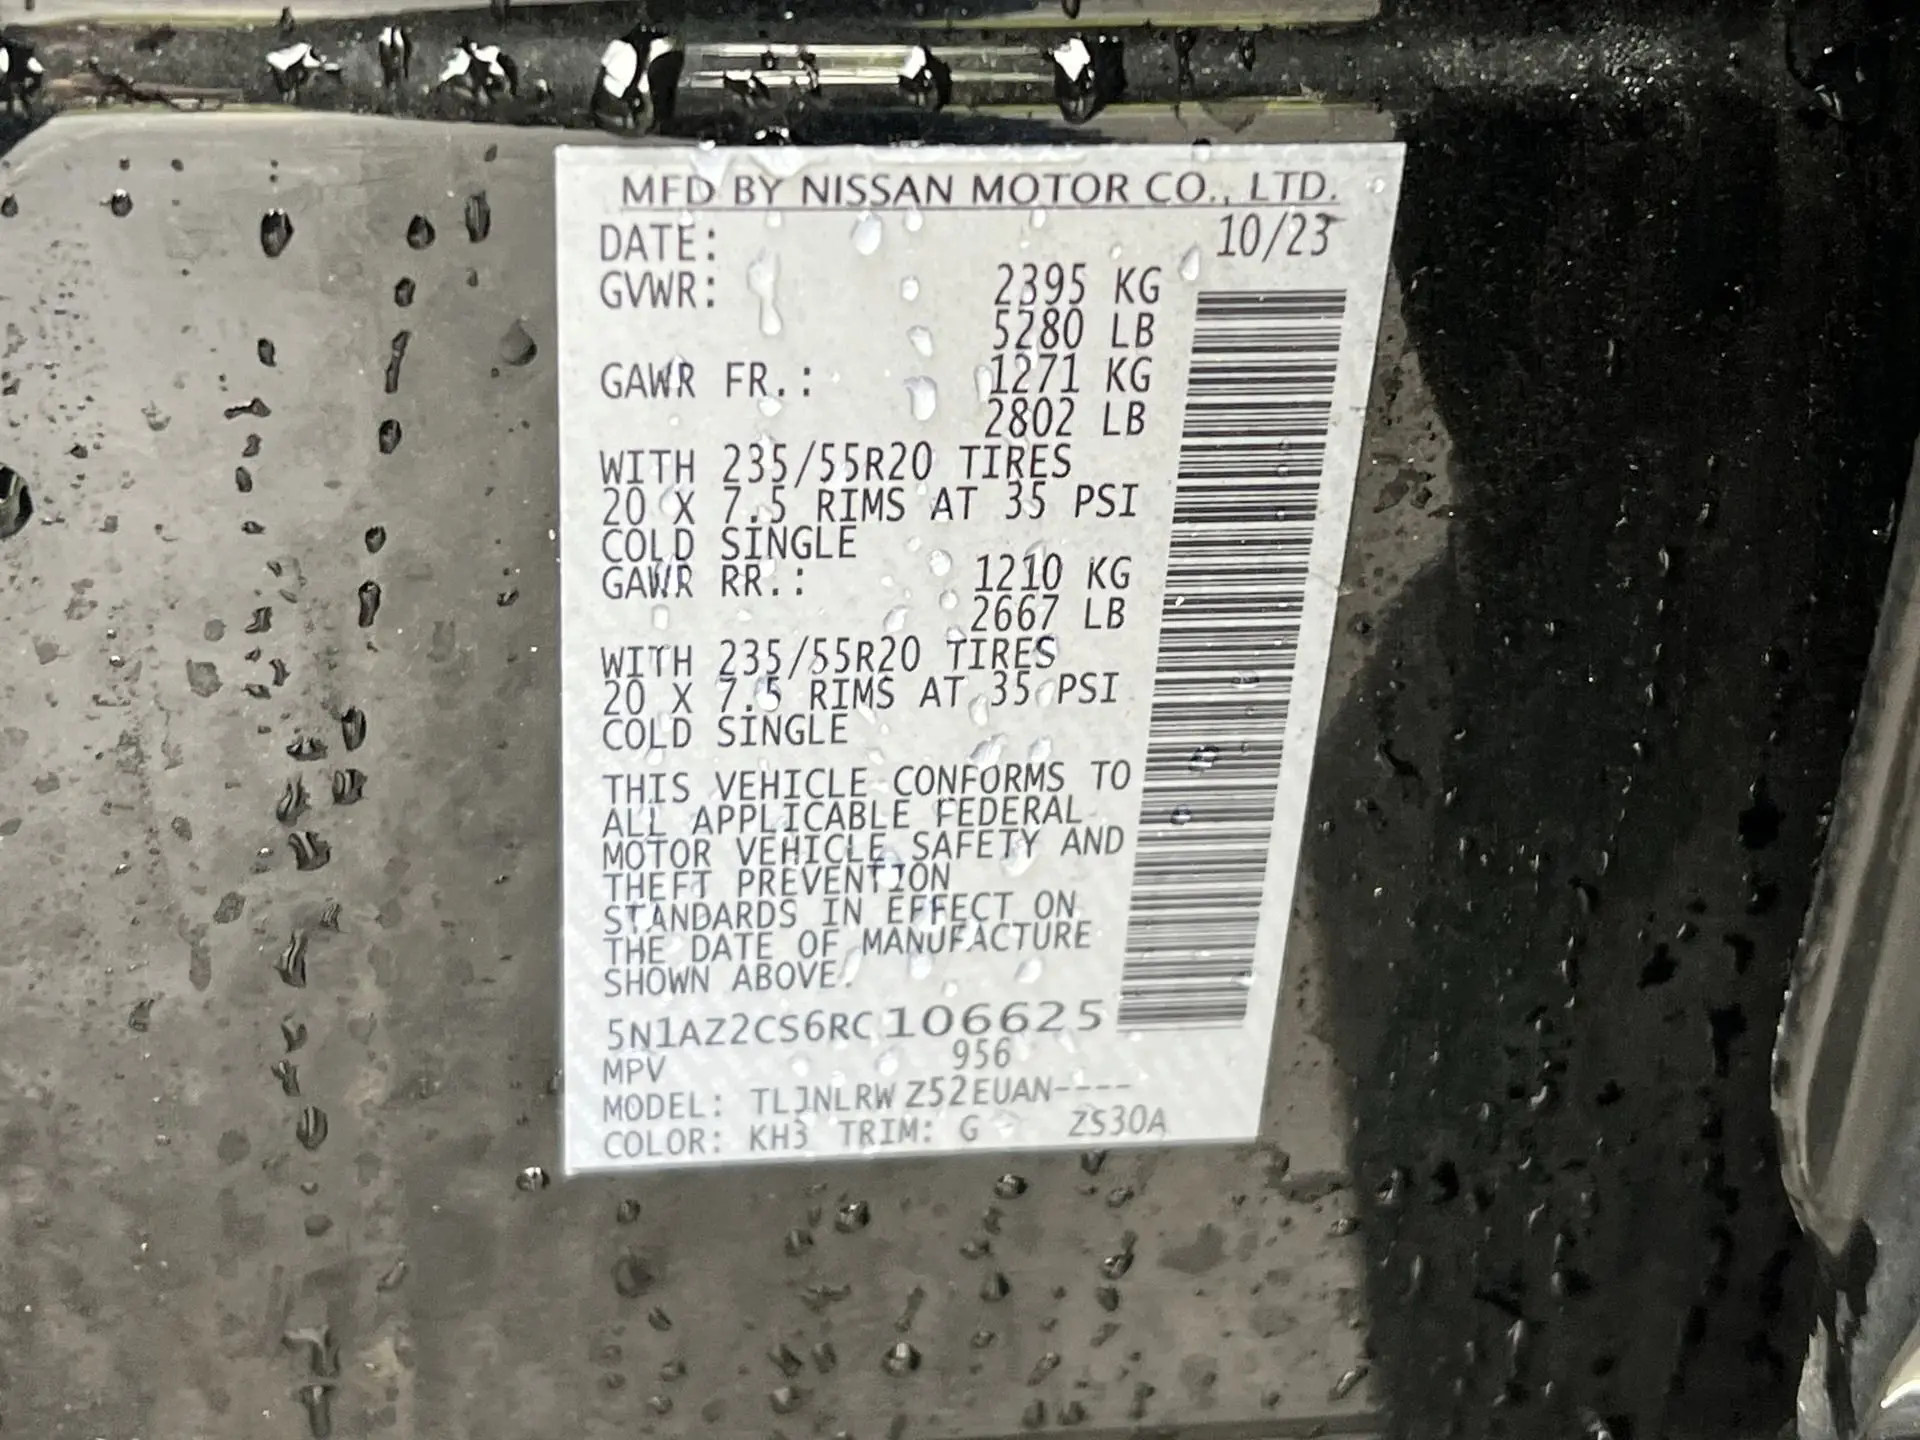 MFD BY NISSAN MOTOR CO., LTD.
DATE: 10/23
GVWR: 2395 KG
5280 LB
GAWR FR.: 1271 KG
2802 LB
WITH 235/55R20 TIRES
20 X 7.5 RIMS AT 35 PSI
COLD SINGLE
GAWR RR.: 1210 KG
2667 LB
WITH 235/55R20 TIRES
20 X 7.5 RIMS AT 35 PSI
COLD SINGLE
THIS VEHICLE CONFORMS TO
ALL APPLICABLE FEDERAL
MOTOR VEHICLE SAFETY AND
THEFT PREVENTION
STANDARDS IN EFFECT ON
THE DATE OF MANUFACTURE
SHOWN ABOVE.
5N1AZ2CS6RC106625
MPV 956
MODEL: TLJNLRWZ52EUAN----
COLOR: KH3 TRIM: G ZS30A